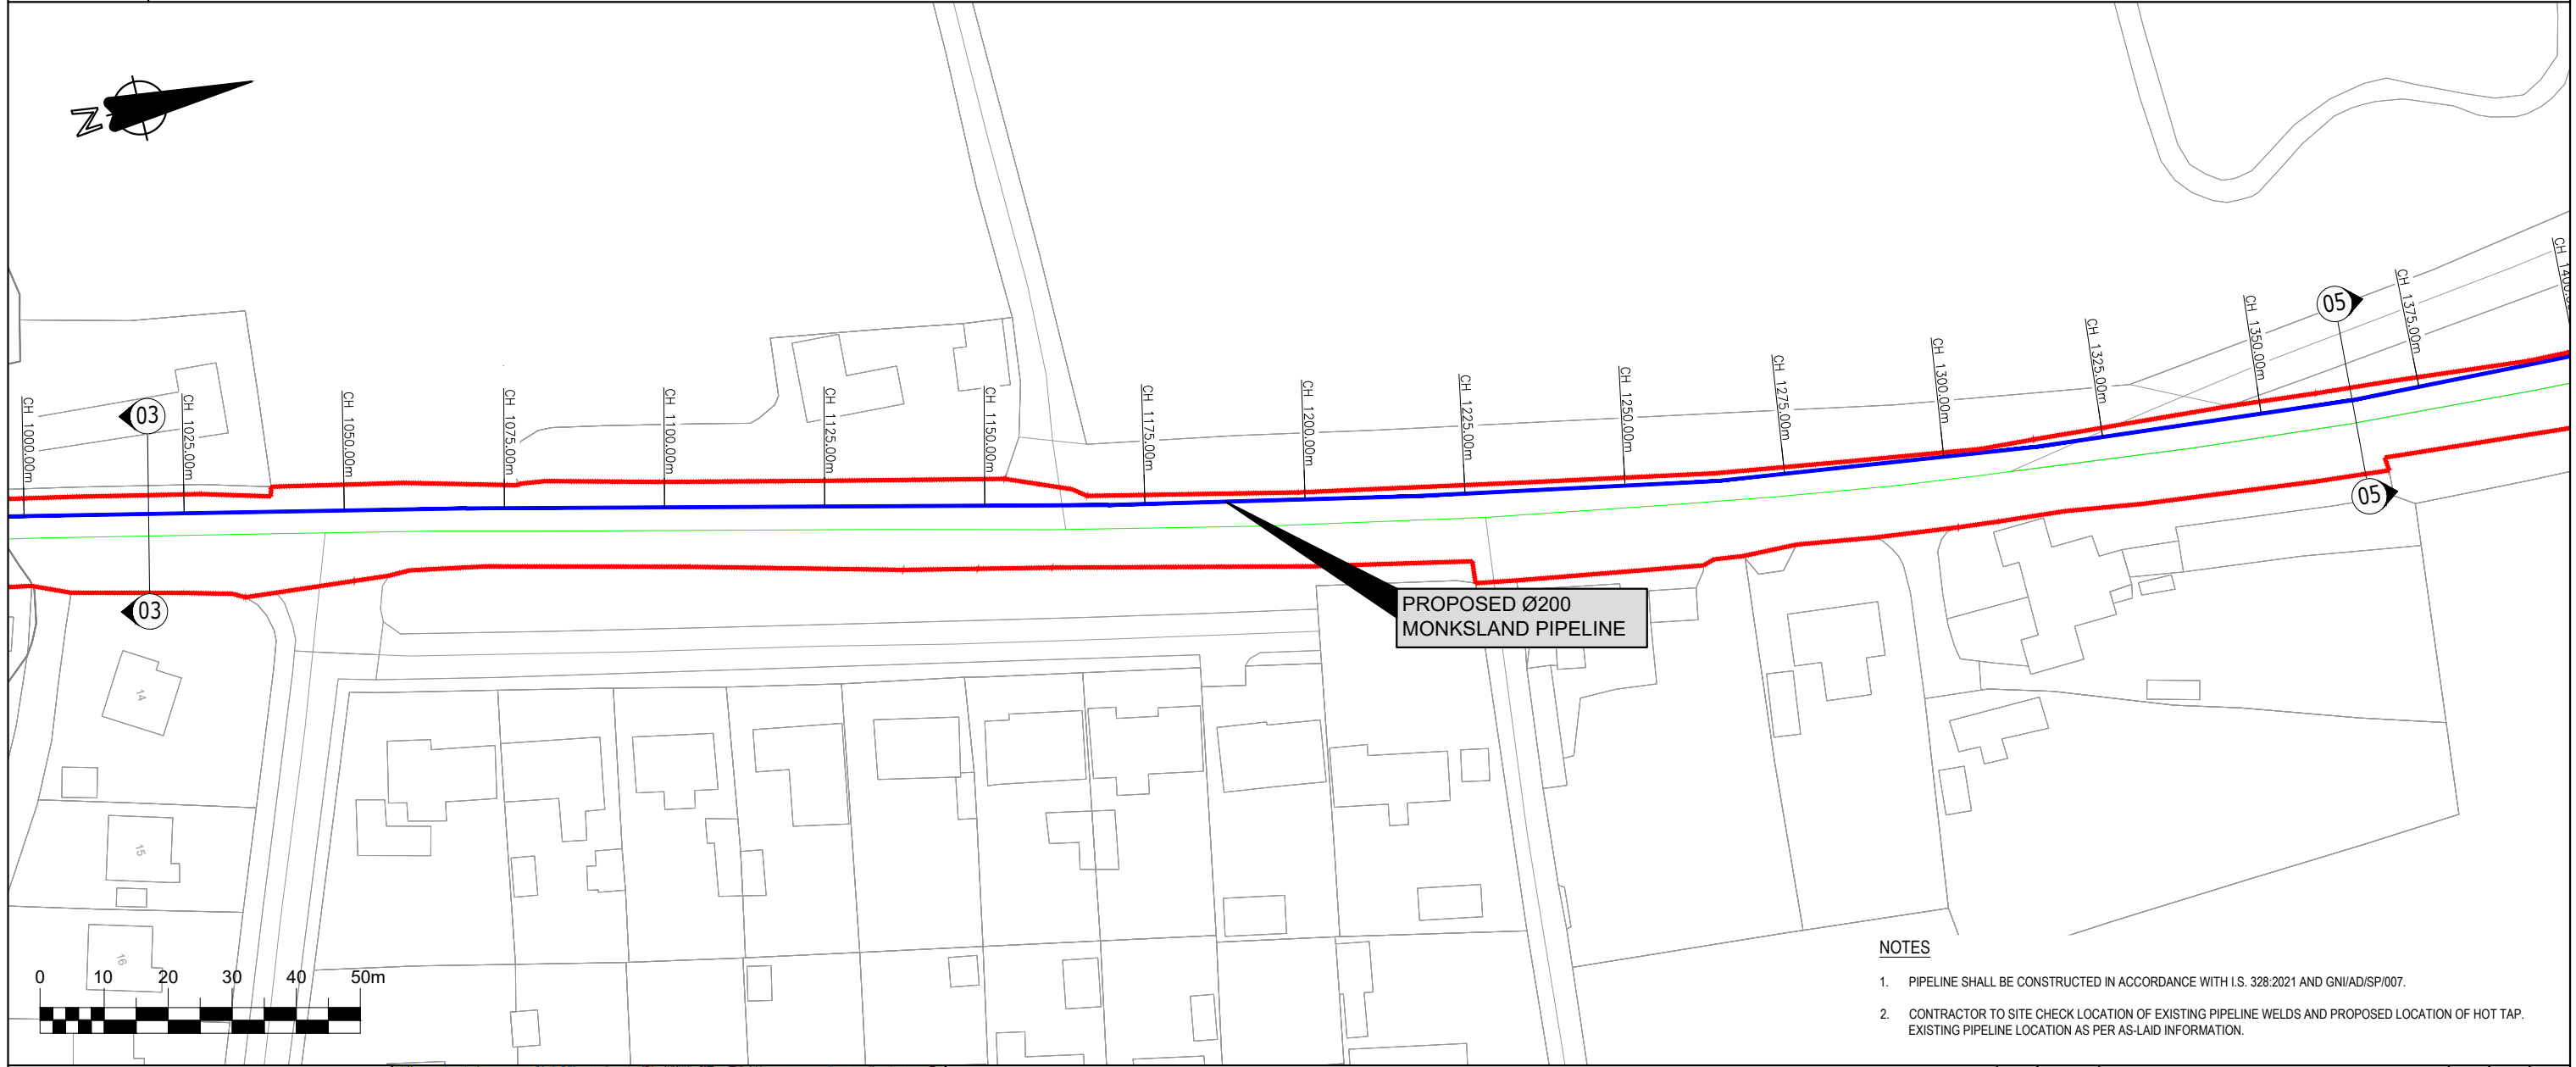 N
CH 1000.00m
03
CH 1025.00m
CH 1050.00m
CH 1075.00m
CH 1100.00m
CH 1125.00m
CH 1150.00m
CH 1175.00m
CH 1200.00m
CH 1225.00m
CH 1250.00m
CH 1275.00m
CH 1300.00m
CH 1325.00m
CH 1350.00m
05
CH 1375.00m
03
05
PROPOSED Ø200
MONKSLAND PIPELINE
14
15
16
0 10 20 30 40 50m
NOTES
1. PIPELINE SHALL BE CONSTRUCTED IN ACCORDANCE WITH I.S. 328:2021 AND GNI/AD/SP/007.
2. CONTRACTOR TO SITE CHECK LOCATION OF EXISTING PIPELINE WELDS AND PROPOSED LOCATION OF HOT TAP.
EXISTING PIPELINE LOCATION AS PER AS-LAID INFORMATION.